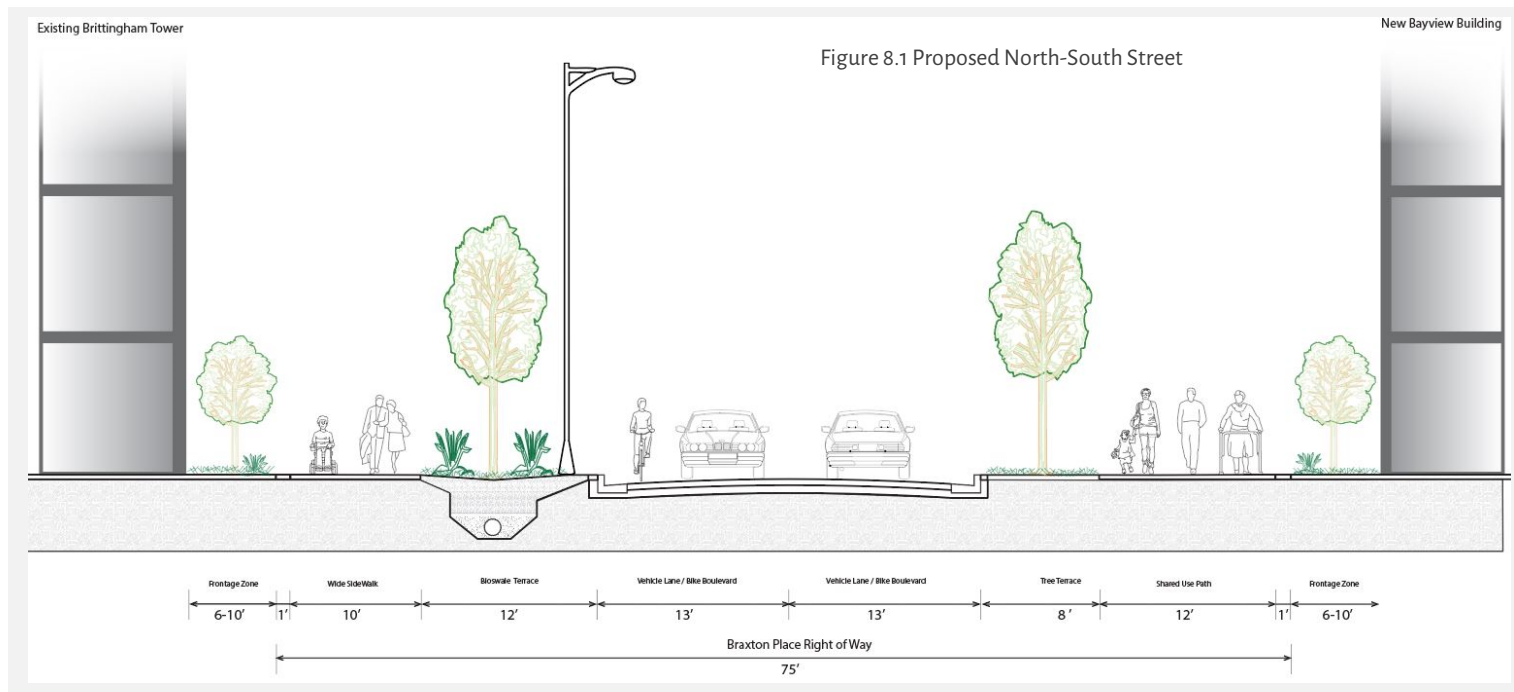 Existing Brittingham Tower
New Bayview Building
Figure 8.1 Proposed North-South Street
Frontage Zone
Wide SideWalk
Bioswale Terrace
Vehicle Lane / Bike Boulevard
Vehicle Lane / Bike Boulevard
Tree Terrace
Shared Use Path
Frontage Zone
6-10′
1′
10′
12′
13′
13′
8 ′
12′
1′
6-10′
Braxton Place Right of Way
75′